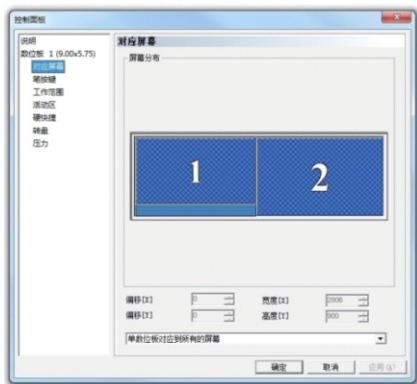 控制面板
说明
数位板 1 (9.00x5.75)
对应屏幕
笔按键
工作范围
活动区
硬快捷
转盘
压力
对应屏幕
屏幕分布
1
2
偏移[X] 0 宽度[X]
偏移[Y] 0 高度[Y] 900
单数位板对应到所有的屏幕
确定 取消 应用(A)